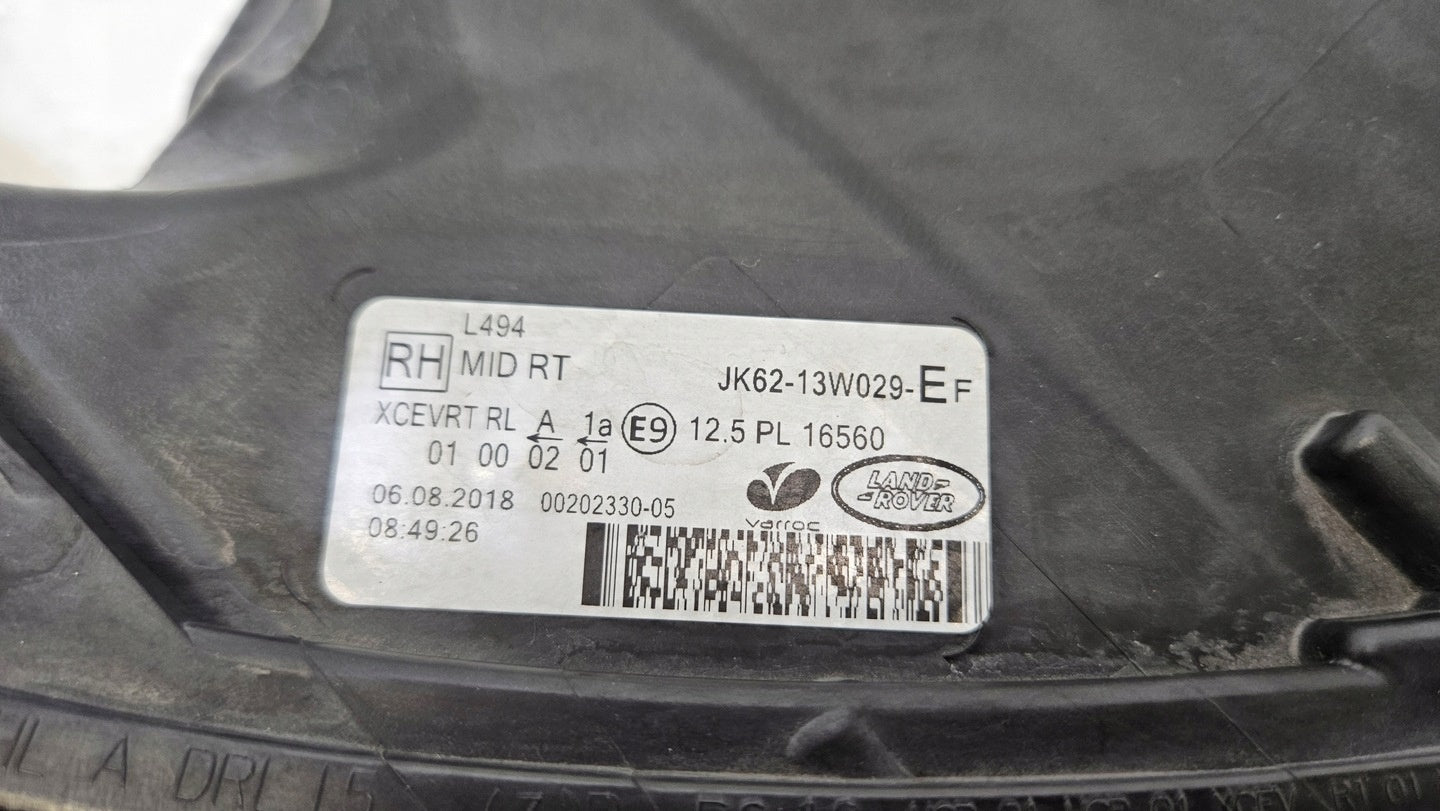 L494
RH MID RT
JK62-13W029-EF
XCEVRT RL A 1a E9 12.5 PL 16560
01 00 02 01
06.08.2018 00202330-05
08:49:26
varroc
LAND-
-ROVER
A DRL